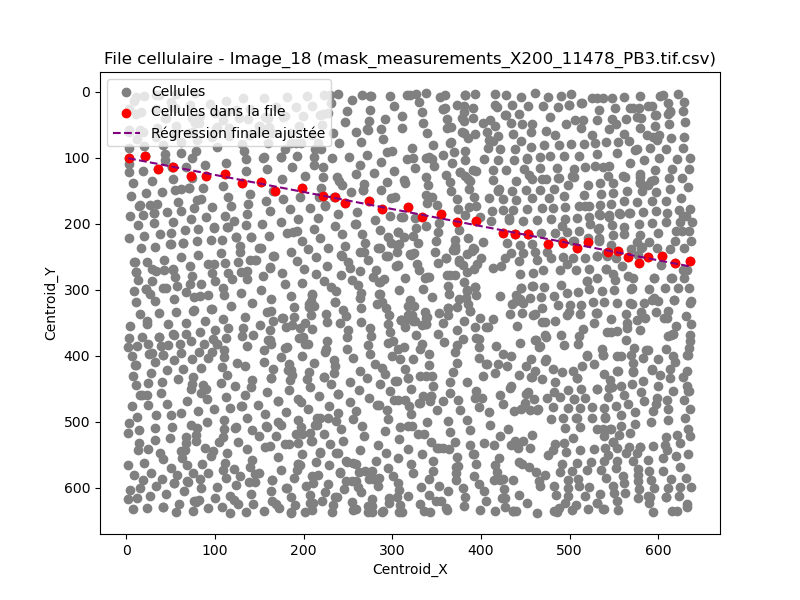 File cellulaire - Image_18 (mask_measurements_X200_11478_PB3.tif.csv)
Cellules
Cellules dans la file
Régression finale ajustée
0
100
200
300
400
500
600
Centroid_Y
0 100 200 300 400 500 600
Centroid_X